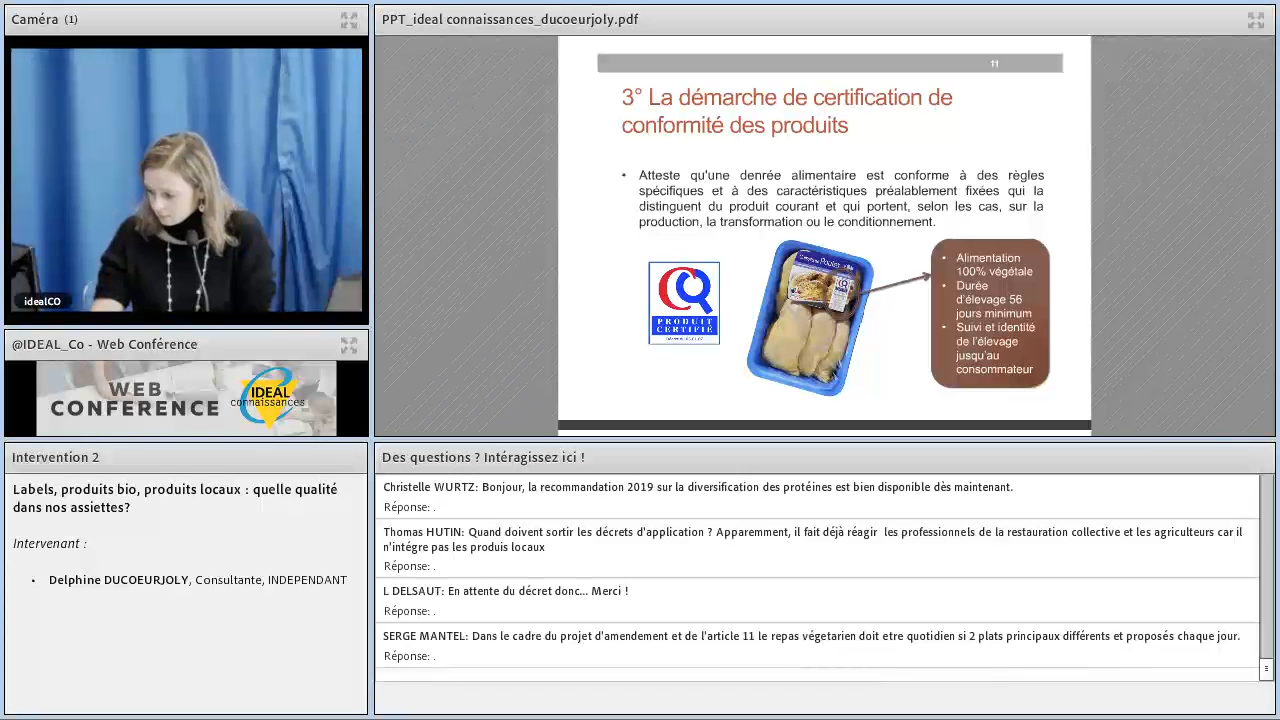 Caméra (1)
idealCO
@IDEAL_Co - Web Conférence
WEB
CONFERENCE
IDEAL
connaissances
Intervention 2
Labels, produits bio, produits locaux : quelle qualité
dans nos assiettes?
Intervenant :
• Delphine DUCOEURJOLY, Consultante, INDEPENDANT
PPT_ideal connaissances_ducoeurjoly.pdf
11
3° La démarche de certification de
conformité des produits
• Atteste qu'une denrée alimentaire est conforme à des règles
spécifiques et à des caractéristiques préalablement fixées qui la
distinguent du produit courant et qui portent, selon les cas, sur la
production, la transformation ou le conditionnement.
CQ
PRODUIT
CERTIFIÉ
Poulet
• Alimentation
100% végétale
• Durée
d'élevage 56
jours minimum
• Suivi et identité
de l'élevage
jusqu'au
consommateur
Des questions ? Intéragissez ici !
Christelle WURTZ: Bonjour, la recommandation 2019 sur la diversification des protéines est bien disponible dès maintenant.
Réponse: .
Thomas HUTIN: Quand doivent sortir les décrets d'application ? Apparemment, il fait déjà réagir les professionnels de la restauration collective et les agriculteurs car il
n'intégre pas les produis locaux
Réponse: .
L DELSAUT: En attente du décret donc... Merci !
Réponse: .
SERGE MANTEL: Dans le cadre du projet d'amendement et de l'article 11 le repas végetarien doit etre quotidien si 2 plats principaux différents et proposés chaque jour.
Réponse: .